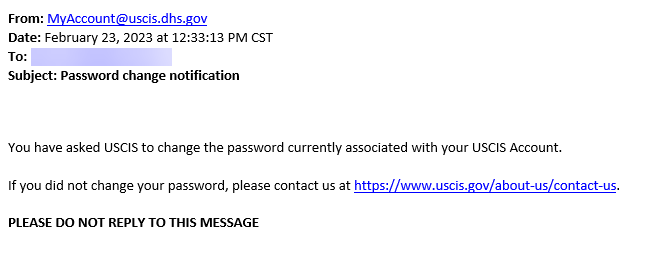 From: MyAccount@uscis.dhs.gov
Date: February 23, 2023 at 12:33:13 PM CST
To:
Subject: Password change notification
You have asked USCIS to change the password currently associated with your USCIS Account.
If you did not change your password, please contact us at https://www.uscis.gov/about-us/contact-us.
PLEASE DO NOT REPLY TO THIS MESSAGE